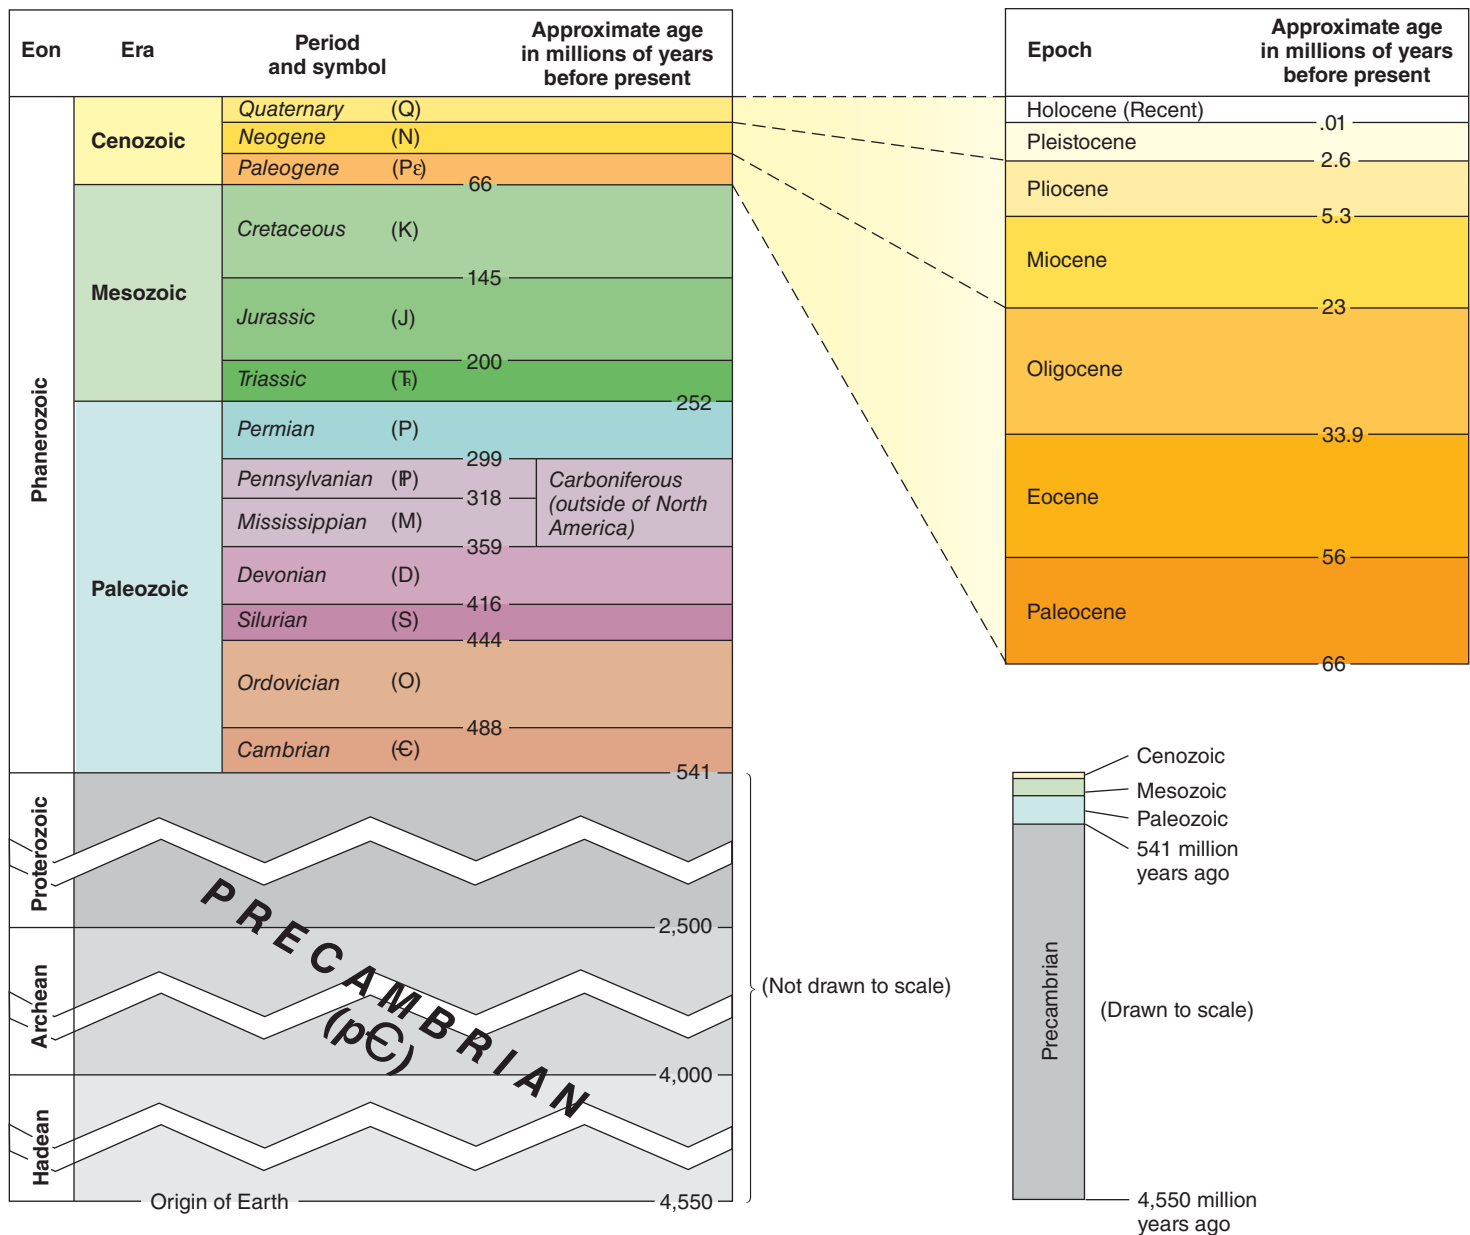 Eon
Era
Period
and symbol
Approximate age
in millions of years
before present
Phanerozoic
Cenozoic
Quaternary (Q)
Neogene (N)
Paleogene (Pε)
66
Mesozoic
Cretaceous (K)
145
Jurassic (J)
200
Triassic (TR)
252
Paleozoic
Permian (P)
299
Pennsylvanian (IP)
318
Mississippian (M)
Carboniferous
(outside of North
America)
359
Devonian (D)
416
Silurian (S)
444
Ordovician (O)
488
Cambrian (Є)
541
Proterozoic
2,500
Archean
4,000
Hadean
PRECAMBRIAN
(pЄ)
Origin of Earth
4,550
(Not drawn to scale)
Epoch
Approximate age
in millions of years
before present
Holocene (Recent)
.01
Pleistocene
2.6
Pliocene
5.3
Miocene
23
Oligocene
33.9
Eocene
56
Paleocene
66
Cenozoic
Mesozoic
Paleozoic
541 million
years ago
Precambrian
(Drawn to scale)
4,550 million
years ago